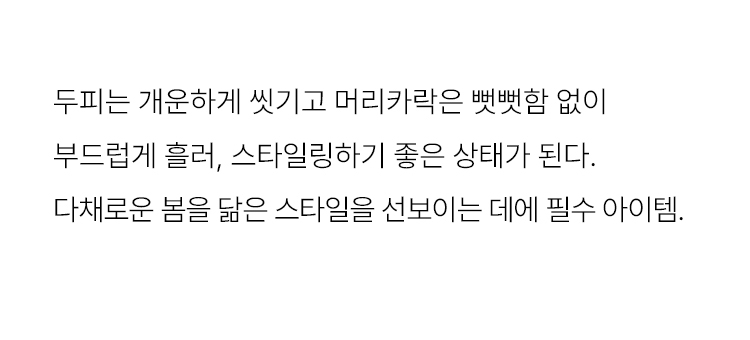 두피는 개운하게 씻기고 머리카락은 뻣뻣함 없이
부드럽게 흘러, 스타일링하기 좋은 상태가 된다.
다채로운 봄을 닮은 스타일을 선보이는 데에 필수 아이템.